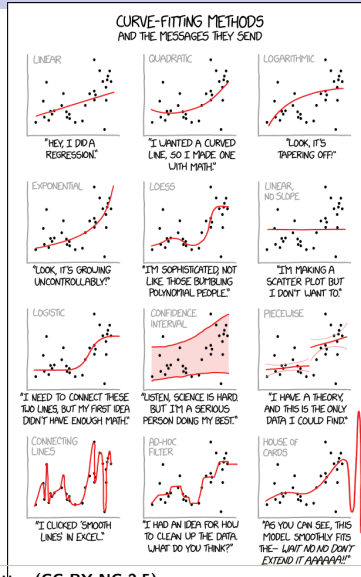 CURVE-FITTING METHODS
AND THE MESSAGES THEY SEND
LINEAR
QUADRATIC
LOGARITHMIC
"HEY, I DID A
REGRESSION."
"I WANTED A CURVED
LINE, SO I MADE ONE
WITH MATH."
"LOOK, IT'S
TAPERING OFF!"
EXPONENTIAL
LOESS
LINEAR,
NO SLOPE
"LOOK, IT'S GROWING
UNCONTROLLABLY!"
"I'M SOPHISTICATED, NOT
LIKE THOSE BUMBLING
POLYNOMIAL PEOPLE."
"I'M MAKING A
SCATTER PLOT BUT
I DON'T WANT TO."
LOGISTIC
CONFIDENCE
INTERVAL
PIECEWISE
"I NEED TO CONNECT THESE
TWO LINES, BUT MY FIRST IDEA
DIDN'T HAVE ENOUGH MATH."
"LISTEN, SCIENCE IS HARD.
BUT I'M A SERIOUS
PERSON DOING MY BEST."
"I HAVE A THEORY,
AND THIS IS THE ONLY
DATA I COULD FIND."
CONNECTING
LINES
AD-HOC
FILTER
HOUSE OF
CARDS
"I CLICKED 'SMOOTH
LINES' IN EXCEL."
"I HAD AN IDEA FOR HOW
TO CLEAN UP THE DATA.
WHAT DO YOU THINK?"
"AS YOU CAN SEE, THIS
MODEL SMOOTHLY FITS
THE- WAIT NO NO DON'T
EXTEND IT AAAAAA!!"
(CC-BY-NC 2.5)